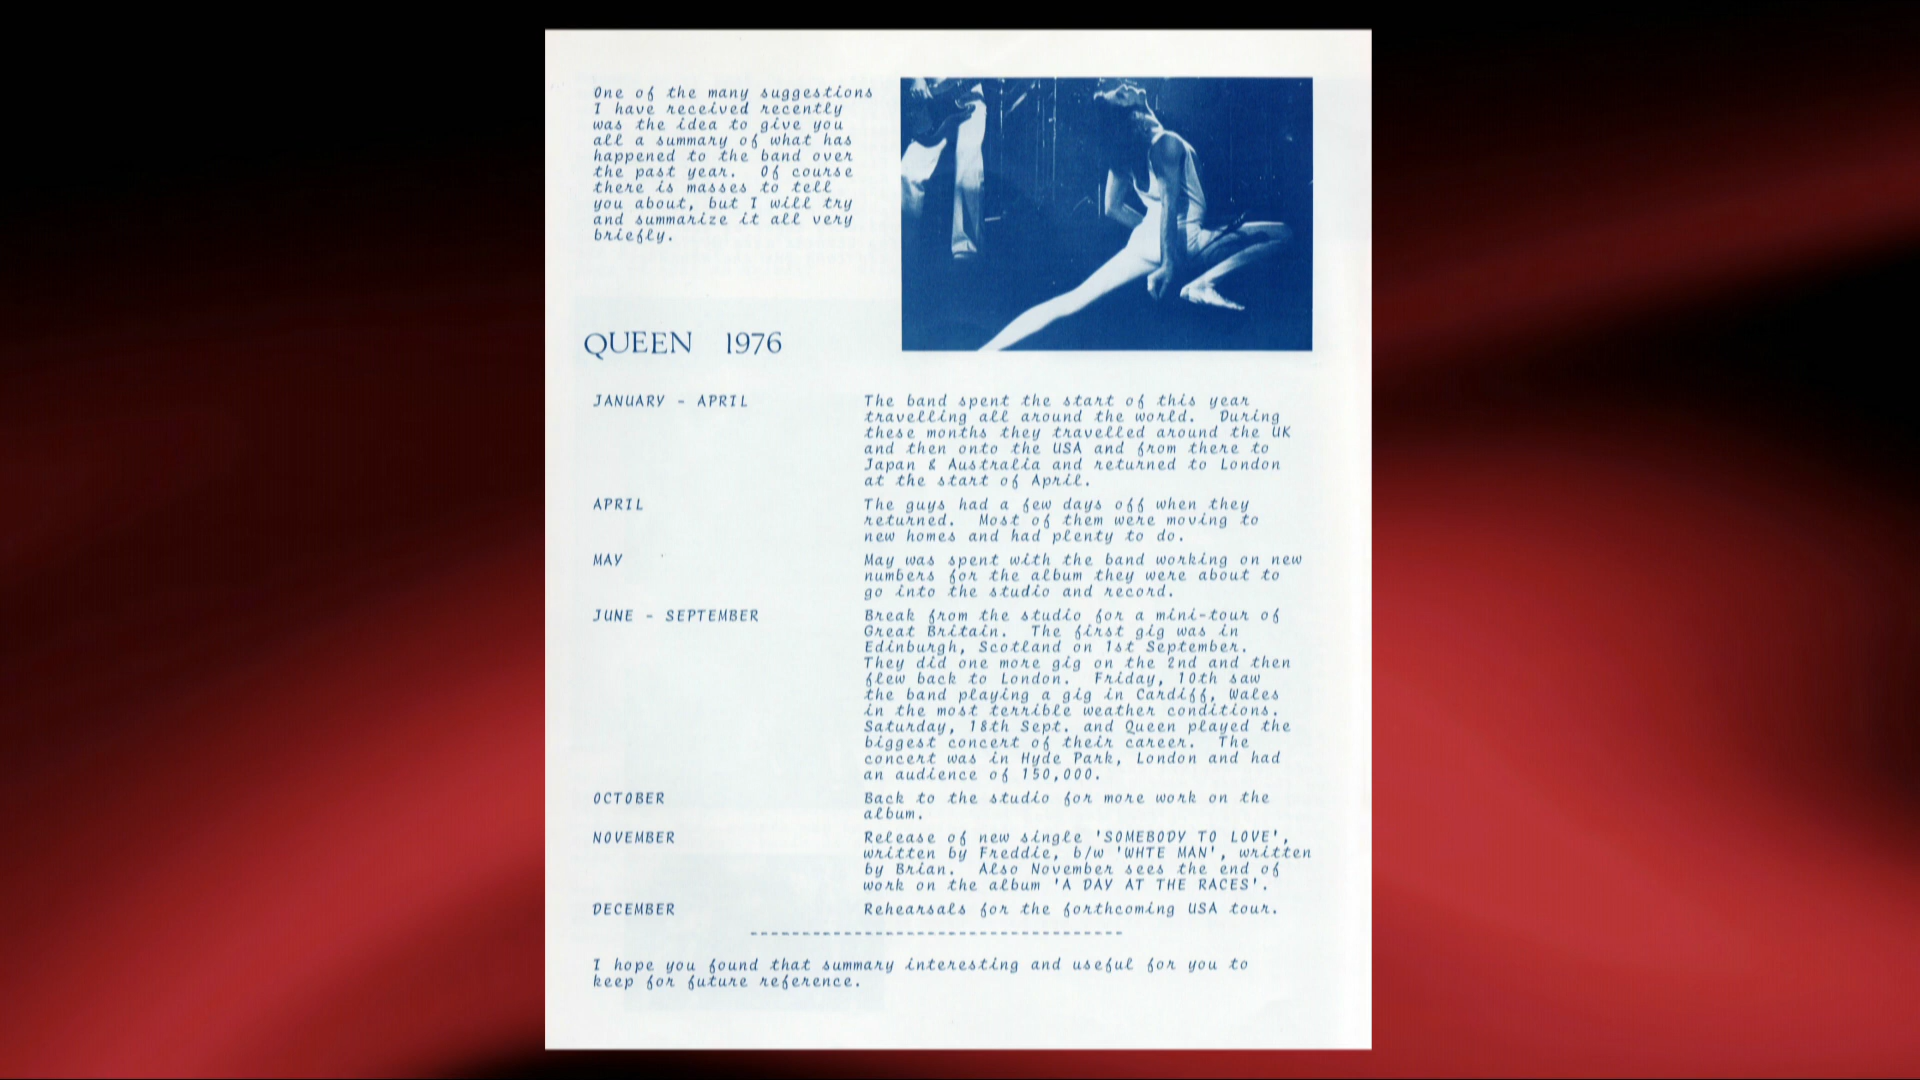 One of the many suggestions
I have received recently
was the idea to give you
all a summary of what has
happened to the band over
the past year.  Of course
there is masses to tell
you about, but I will try
and summarize it all very
briefly.
QUEEN 1976
JANUARY - APRIL
The band spent the start of this year
travelling all around the world.  During
these months they travelled around the UK
and then onto the USA and from there to
Japan & Australia and returned to London
at the start of April.
APRIL
The guys had a few days off when they
returned.  Most of them were moving to
new homes and had plenty to do.
MAY
May was spent with the band working on new
numbers for the album they were about to
go into the studio and record.
JUNE - SEPTEMBER
Break from the studio for a mini-tour of
Great Britain.  The first gig was in
Edinburgh, Scotland on 1st September.
They did one more gig on the 2nd and then
flew back to London.  Friday, 10th saw
the band playing a gig in Cardiff, Wales
in the most terrible weather conditions.
Saturday, 18th Sept. and Queen played the
biggest concert of their career.  The
concert was in Hyde Park, London and had
an audience of 150,000.
OCTOBER
Back to the studio for more work on the
album.
NOVEMBER
Release of new single 'SOMEBODY TO LOVE',
written by Freddie, b/w 'WHTE MAN', written
by Brian.  Also November sees the end of
work on the album 'A DAY AT THE RACES'.
DECEMBER
Rehearsals for the forthcoming USA tour.
I hope you found that summary interesting and useful for you to
keep for future reference.